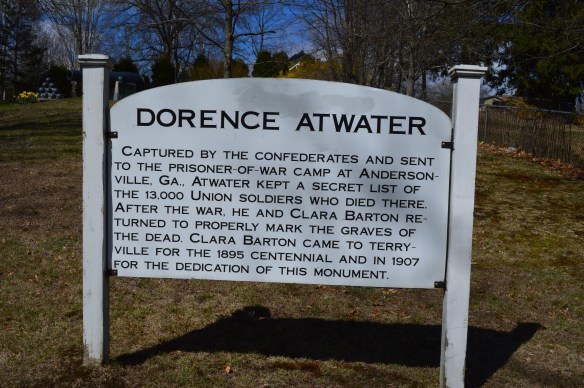 DORENCE ATWATER
CAPTURED BY THE CONFEDERATES AND SENT
TO THE PRISONER-OF-WAR CAMP AT ANDERSON-
VILLE, GA., ATWATER KEPT A SECRET LIST OF
THE 13,000 UNION SOLDIERS WHO DIED THERE.
AFTER THE WAR, HE AND CLARA BARTON RE-
TURNED TO PROPERLY MARK THE GRAVES OF
THE DEAD. CLARA BARTON CAME TO TERRY-
VILLE FOR THE 1895 CENTENNIAL AND IN 1907
FOR THE DEDICATION OF THIS MONUMENT.